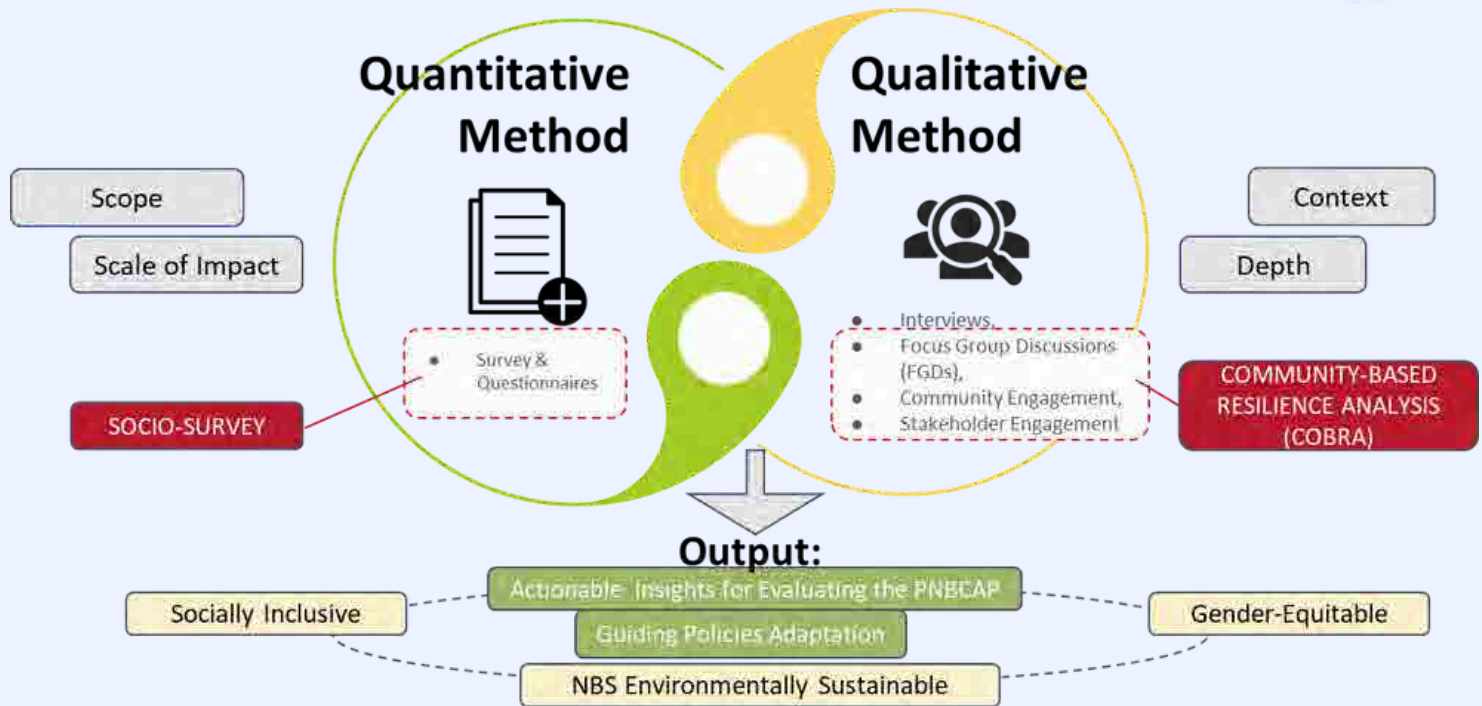 Quantitative
Method
Qualitative
Method
Scope
Scale of Impact
Context
Depth
● Survey &
Questionnaires
● Interviews,
● Focus Group Discussions
(FGDs),
● Community Engagement,
● Stakeholder Engagement
SOCIO-SURVEY
COMMUNITY-BASED
RESILIENCE ANALYSIS
(COBRA)
Output:
Actionable Insights for Evaluating the PNBCAP
Guiding Policies Adaptation
Socially Inclusive
Gender-Equitable
NBS Environmentally Sustainable